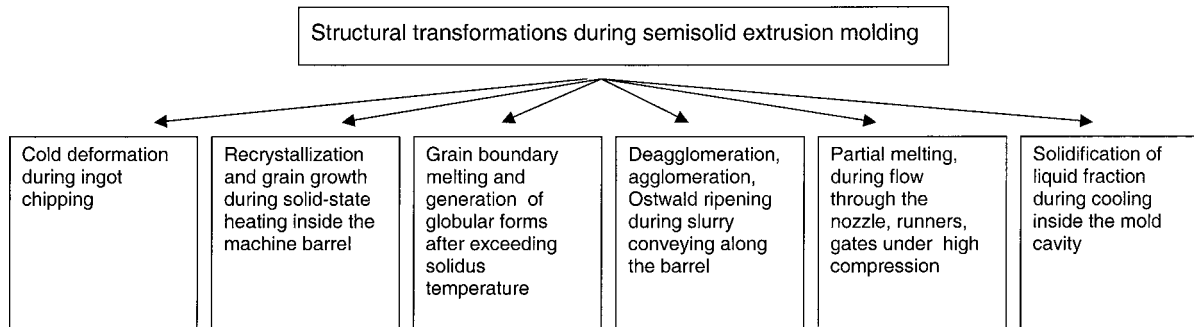 Structural transformations during semisolid extrusion molding
Cold deformation
during ingot
chipping
Recrystallization
and grain growth
during solid-state
heating inside the
machine barrel
Grain boundary
melting and
generation of
globular forms
after exceeding
solidus
temperature
Deagglomeration,
agglomeration,
Ostwald ripening
during slurry
conveying along
the barrel
Partial melting,
during flow
through the
nozzle, runners,
gates under high
compression
Solidification of
liquid fraction
during cooling
inside the mold
cavity